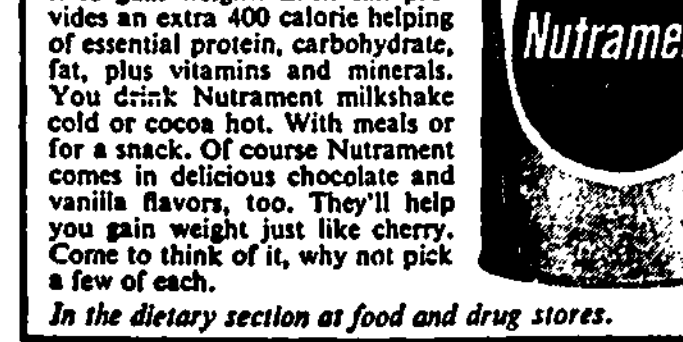 vides an extra 400 calorie helping
of essential protein, carbohydrate,
fat, plus vitamins and minerals.
You drink Nutrament milkshake
cold or cocoa hot. With meals or
for a snack. Of course Nutrament
comes in delicious chocolate and
vanilla flavors, too. They'll help
you gain weight just like cherry.
Come to think of it, why not pick
a few of each.
In the dietary section at food and drug stores.
Nutrame